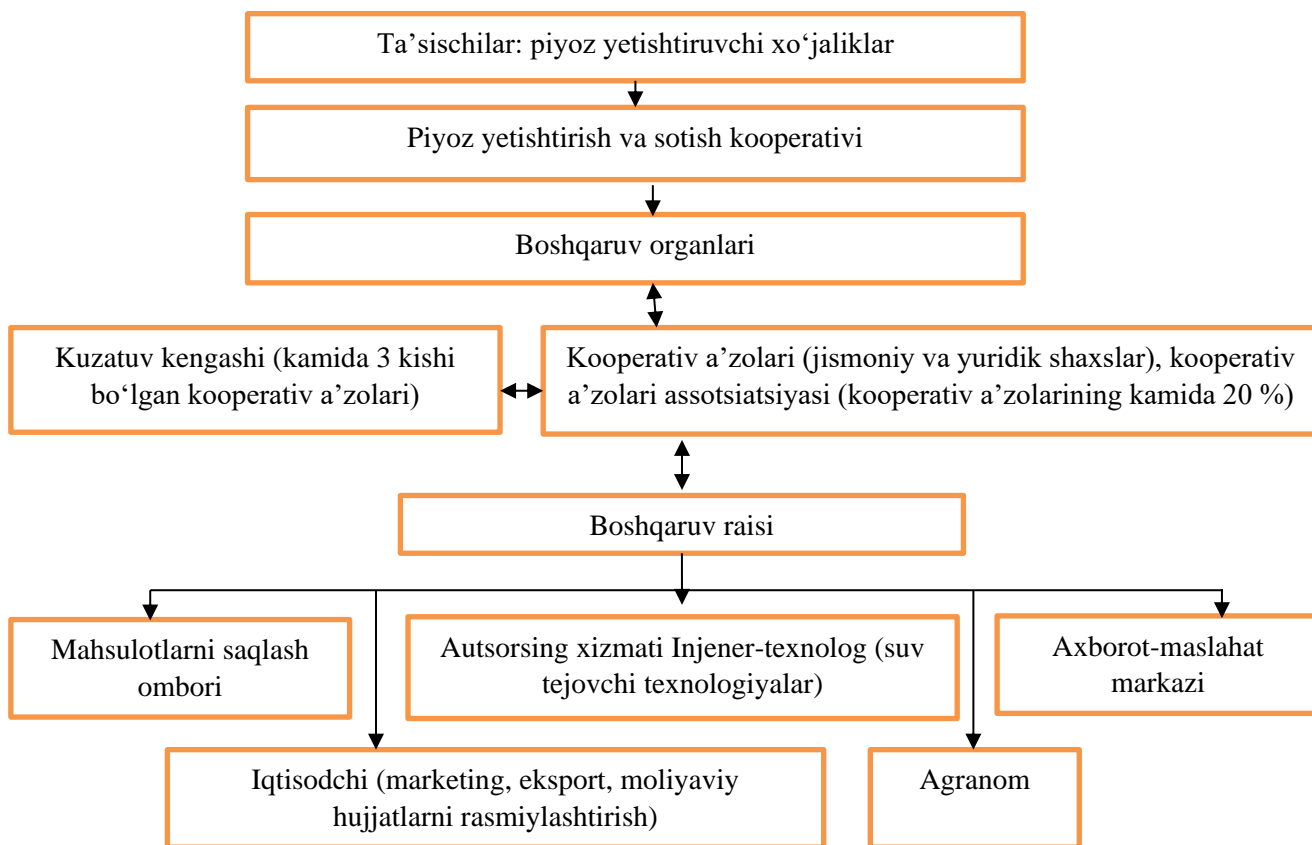 Ta’sischilar: piyoz yetishtiruvchi xo‘jaliklar
Piyoz yetishtirish va sotish kooperativi
Boshqaruv organlari
Kuzatuv kengashi (kamida 3 kishi
bo‘lgan kooperativ a’zolari)
Kooperativ a’zolari (jismoniy va yuridik shaxslar), kooperativ
a’zolari assotsiatsiyasi (kooperativ a’zolarining kamida 20 %)
Boshqaruv raisi
Mahsulotlarni saqlash
ombori
Autsorsing xizmati Injener-texnolog (suv
tejovchi texnologiyalar)
Axborot-maslahat
markazi
Iqtisodchi (marketing, eksport, moliyaviy
hujjatlarni rasmiylashtirish)
Agranom